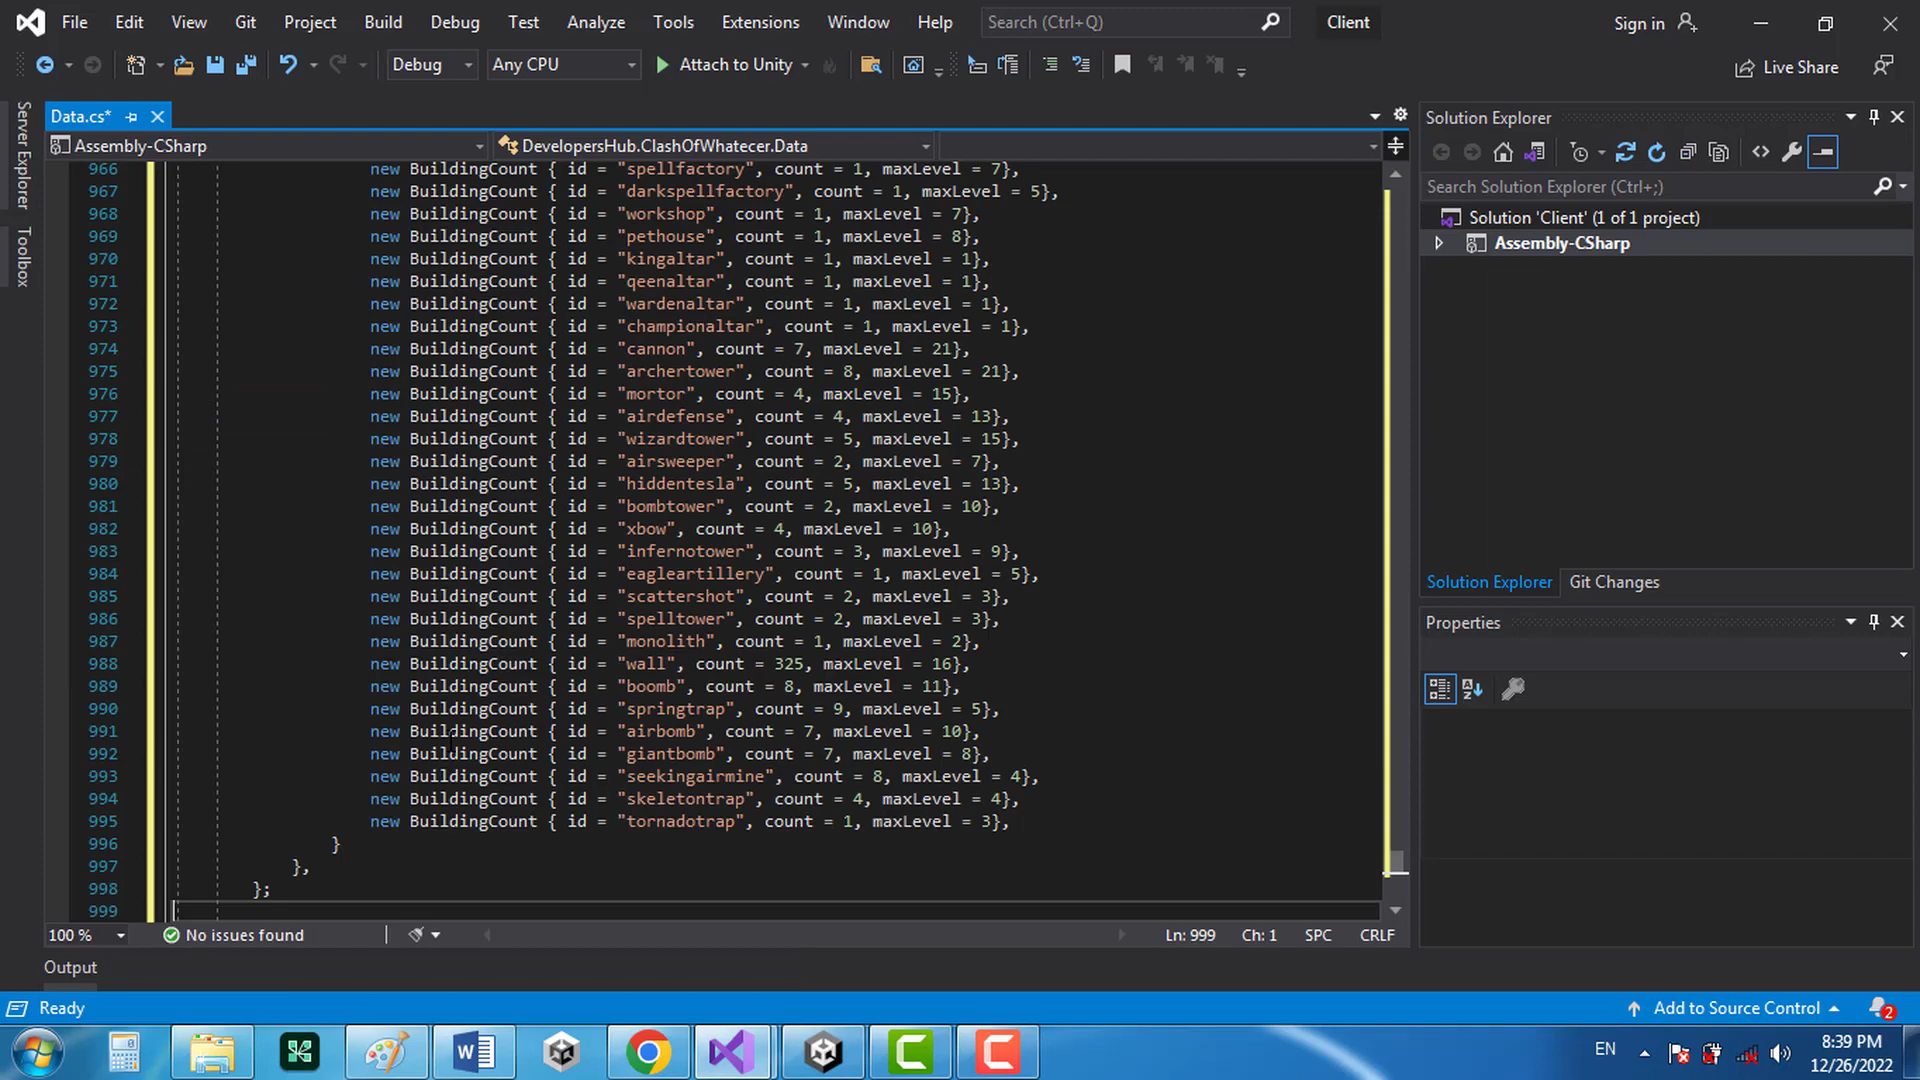 File Edit View Git Project Build Debug Test Analyze Tools Extensions Window Help Search (Ctrl+Q) Client Sign in
Debug Any CPU Attach to Unity Live Share
Server Explorer
Toolbox
Data.cs*
Assembly-CSharp DevelopersHub.ClashOfWhatecer.Data
966 new BuildingCount { id = "spellfactory", count = 1, maxLevel = 7},
967 new BuildingCount { id = "darkspellfactory", count = 1, maxLevel = 5},
968 new BuildingCount { id = "workshop", count = 1, maxLevel = 7},
969 new BuildingCount { id = "pethouse", count = 1, maxLevel = 8},
970 new BuildingCount { id = "kingaltar", count = 1, maxLevel = 1},
971 new BuildingCount { id = "qeenaltar", count = 1, maxLevel = 1},
972 new BuildingCount { id = "wardenaltar", count = 1, maxLevel = 1},
973 new BuildingCount { id = "championaltar", count = 1, maxLevel = 1},
974 new BuildingCount { id = "cannon", count = 7, maxLevel = 21},
975 new BuildingCount { id = "archertower", count = 8, maxLevel = 21},
976 new BuildingCount { id = "mortor", count = 4, maxLevel = 15},
977 new BuildingCount { id = "airdefense", count = 4, maxLevel = 13},
978 new BuildingCount { id = "wizardtower", count = 5, maxLevel = 15},
979 new BuildingCount { id = "airsweeper", count = 2, maxLevel = 7},
980 new BuildingCount { id = "hiddentesla", count = 5, maxLevel = 13},
981 new BuildingCount { id = "bombtower", count = 2, maxLevel = 10},
982 new BuildingCount { id = "xbow", count = 4, maxLevel = 10},
983 new BuildingCount { id = "infernotower", count = 3, maxLevel = 9},
984 new BuildingCount { id = "eagleartillery", count = 1, maxLevel = 5},
985 new BuildingCount { id = "scattershot", count = 2, maxLevel = 3},
986 new BuildingCount { id = "spelltower", count = 2, maxLevel = 3},
987 new BuildingCount { id = "monolith", count = 1, maxLevel = 2},
988 new BuildingCount { id = "wall", count = 325, maxLevel = 16},
989 new BuildingCount { id = "boomb", count = 8, maxLevel = 11},
990 new BuildingCount { id = "springtrap", count = 9, maxLevel = 5},
991 new BuildingCount { id = "airbomb", count = 7, maxLevel = 10},
992 new BuildingCount { id = "giantbomb", count = 7, maxLevel = 8},
993 new BuildingCount { id = "seekingairmine", count = 8, maxLevel = 4},
994 new BuildingCount { id = "skeletontrap", count = 4, maxLevel = 4},
995 new BuildingCount { id = "tornadotrap", count = 1, maxLevel = 3},
996 }
997 },
998 };
999
100 % No issues found Ln: 999 Ch: 1 SPC CRLF
Output
Solution Explorer
Search Solution Explorer (Ctrl+;)
Solution 'Client' (1 of 1 project)
Assembly-CSharp
Solution Explorer Git Changes
Properties
Ready Add to Source Control 2
EN 8:39 PM
12/26/2022